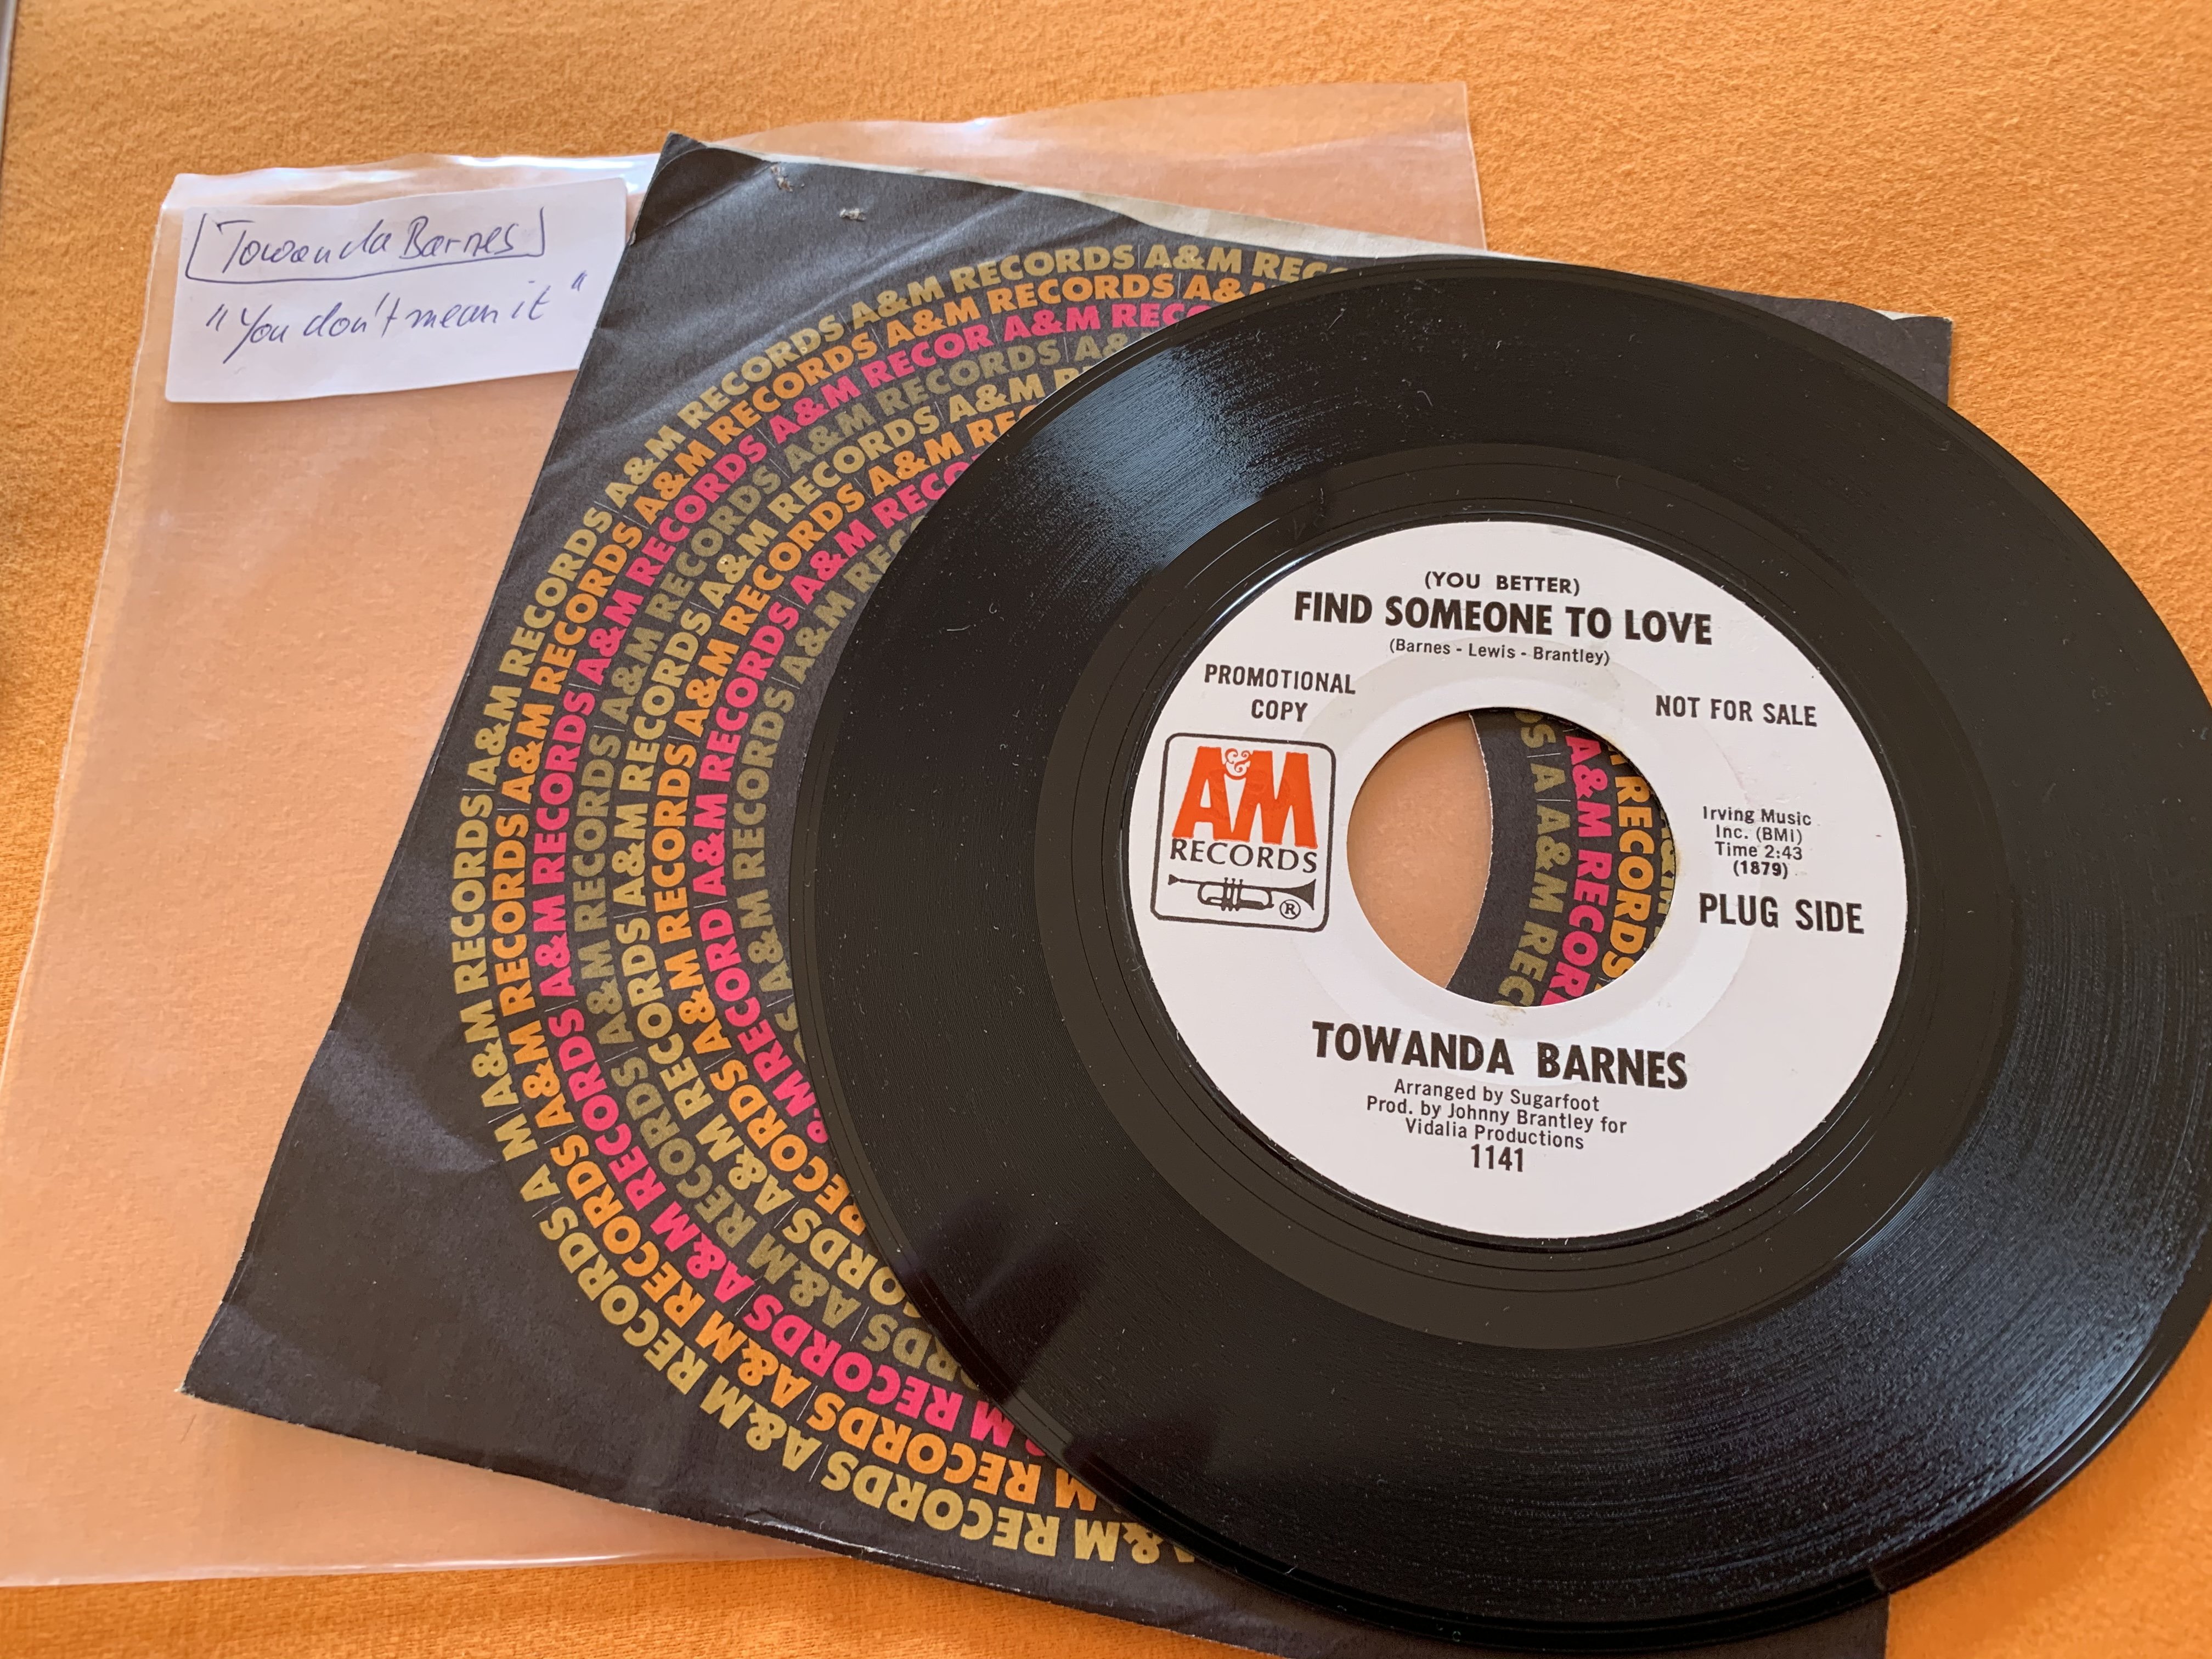 Towanda Barnes
"You don't mean it"
A&M RECORDS A&M RECORDS A&M RECORDS
(YOU BETTER)
FIND SOMEONE TO LOVE
(Barnes - Lewis - Brantley)
PROMOTIONAL
COPY
NOT FOR SALE
A&M
RECORDS
®
Irving Music
Inc. (BMI)
Time 2:43
(1879)
PLUG SIDE
TOWANDA BARNES
Arranged by Sugarfoot
Prod. by Johnny Brantley for
Vidalia Productions
1141